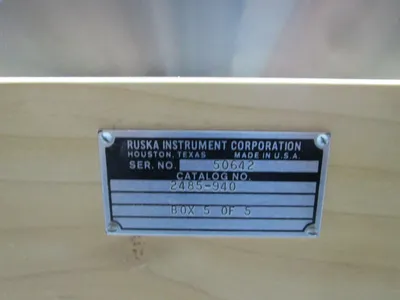 RUSKA INSTRUMENT CORPORATION
HOUSTON, TEXAS MADE IN U.S.A.
SER. NO. 50642
CATALOG NO.
2485-940
BOX 5 OF 5